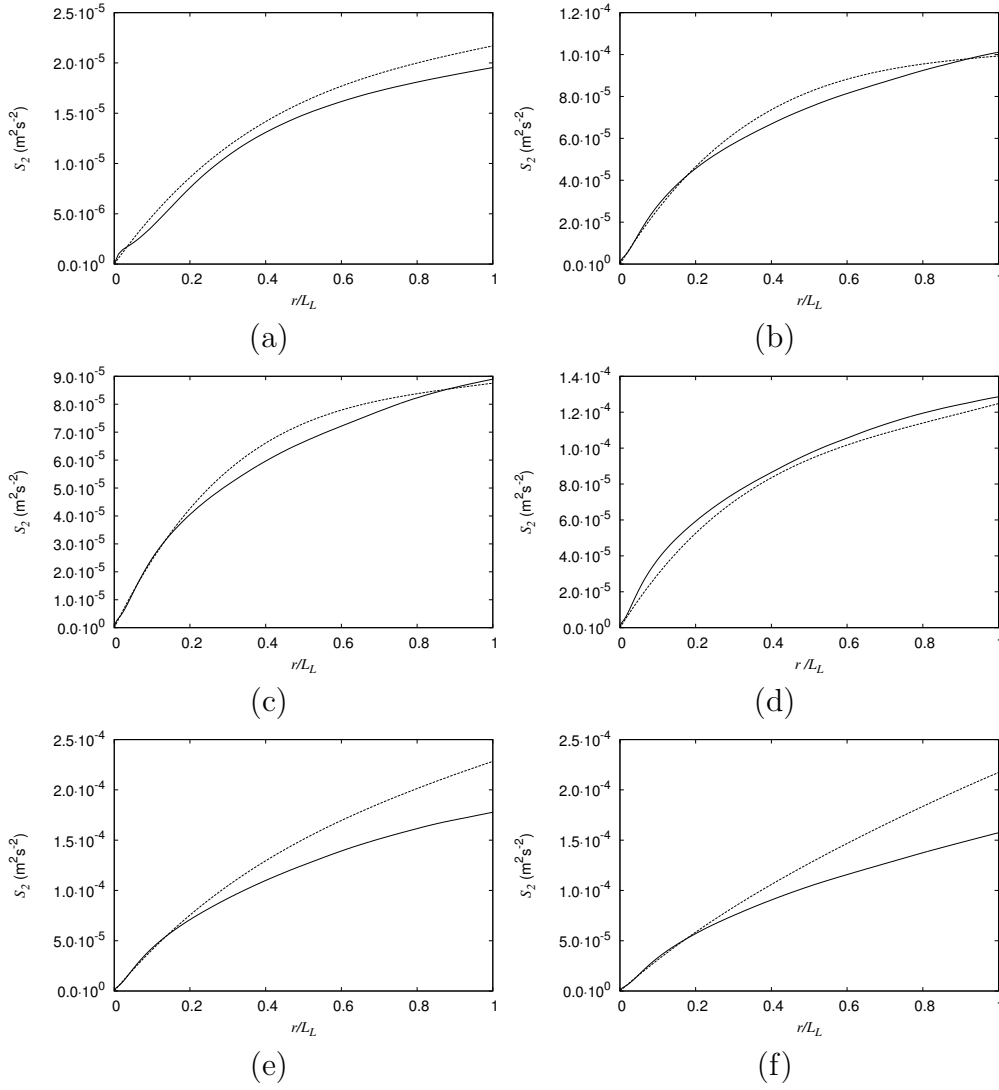 2.5·10⁻⁵
2.0·10⁻⁵
1.5·10⁻⁵
1.0·10⁻⁵
5.0·10⁻⁶
0.0·10⁰
S₂ (m²s⁻²)
0 0.2 0.4 0.6 0.8 1
r/L_L
(a)
1.2·10⁻⁴
1.0·10⁻⁴
8.0·10⁻⁵
6.0·10⁻⁵
4.0·10⁻⁵
2.0·10⁻⁵
0.0·10⁰
S₂ (m²s⁻²)
0 0.2 0.4 0.6 0.8 1
r/L_L
(b)
9.0·10⁻⁵
8.0·10⁻⁵
7.0·10⁻⁵
6.0·10⁻⁵
5.0·10⁻⁵
4.0·10⁻⁵
3.0·10⁻⁵
2.0·10⁻⁵
1.0·10⁻⁵
0.0·10⁰
S₂ (m²s⁻²)
0 0.2 0.4 0.6 0.8 1
r/L_L
(c)
1.4·10⁻⁴
1.2·10⁻⁴
1.0·10⁻⁴
8.0·10⁻⁵
6.0·10⁻⁵
4.0·10⁻⁵
2.0·10⁻⁵
0.0·10⁰
S₂ (m²s⁻²)
0 0.2 0.4 0.6 0.8 1
r /L_L
(d)
2.5·10⁻⁴
2.0·10⁻⁴
1.5·10⁻⁴
1.0·10⁻⁴
5.0·10⁻⁵
0.0·10⁰
S₂ (m²s⁻²)
0 0.2 0.4 0.6 0.8 1
r/L_L
(e)
2.5·10⁻⁴
2.0·10⁻⁴
1.5·10⁻⁴
1.0·10⁻⁴
5.0·10⁻⁵
0.0·10⁰
S₂ (m²s⁻²)
0 0.2 0.4 0.6 0.8 1
r/L_L
(f)